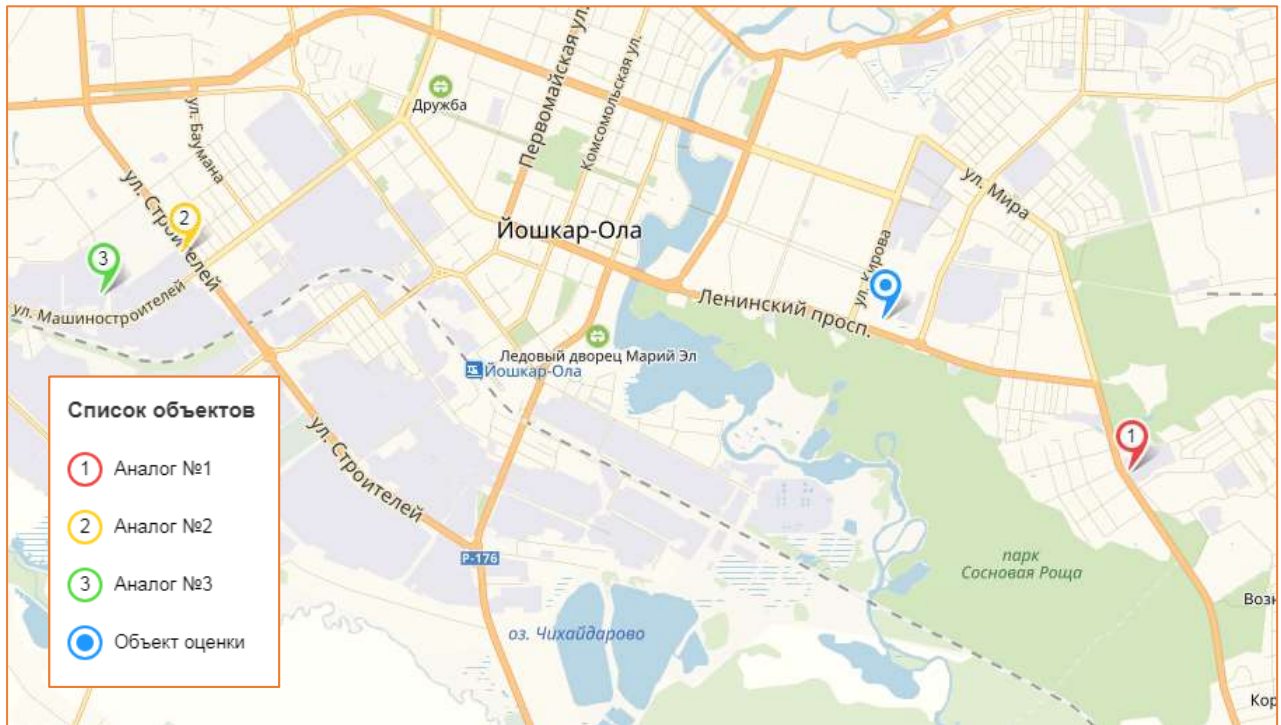 Первомайская ул.
Комсомольская ул.
Дружба
ул. Баумана
ул. Мира
ул. Строителей
2
Йошкар-Ола
3
ул. Кирова
Ленинский просп.
ул. Машиностроителей
Ледовый дворец Марий Эл
Йошкар-Ола
Список объектов
1 Аналог №1
2 Аналог №2
3 Аналог №3
Объект оценки
ул. Строителей
1
Р-176
парк
Сосновая Роща
оз. Чихайдарово
Возн
Кор